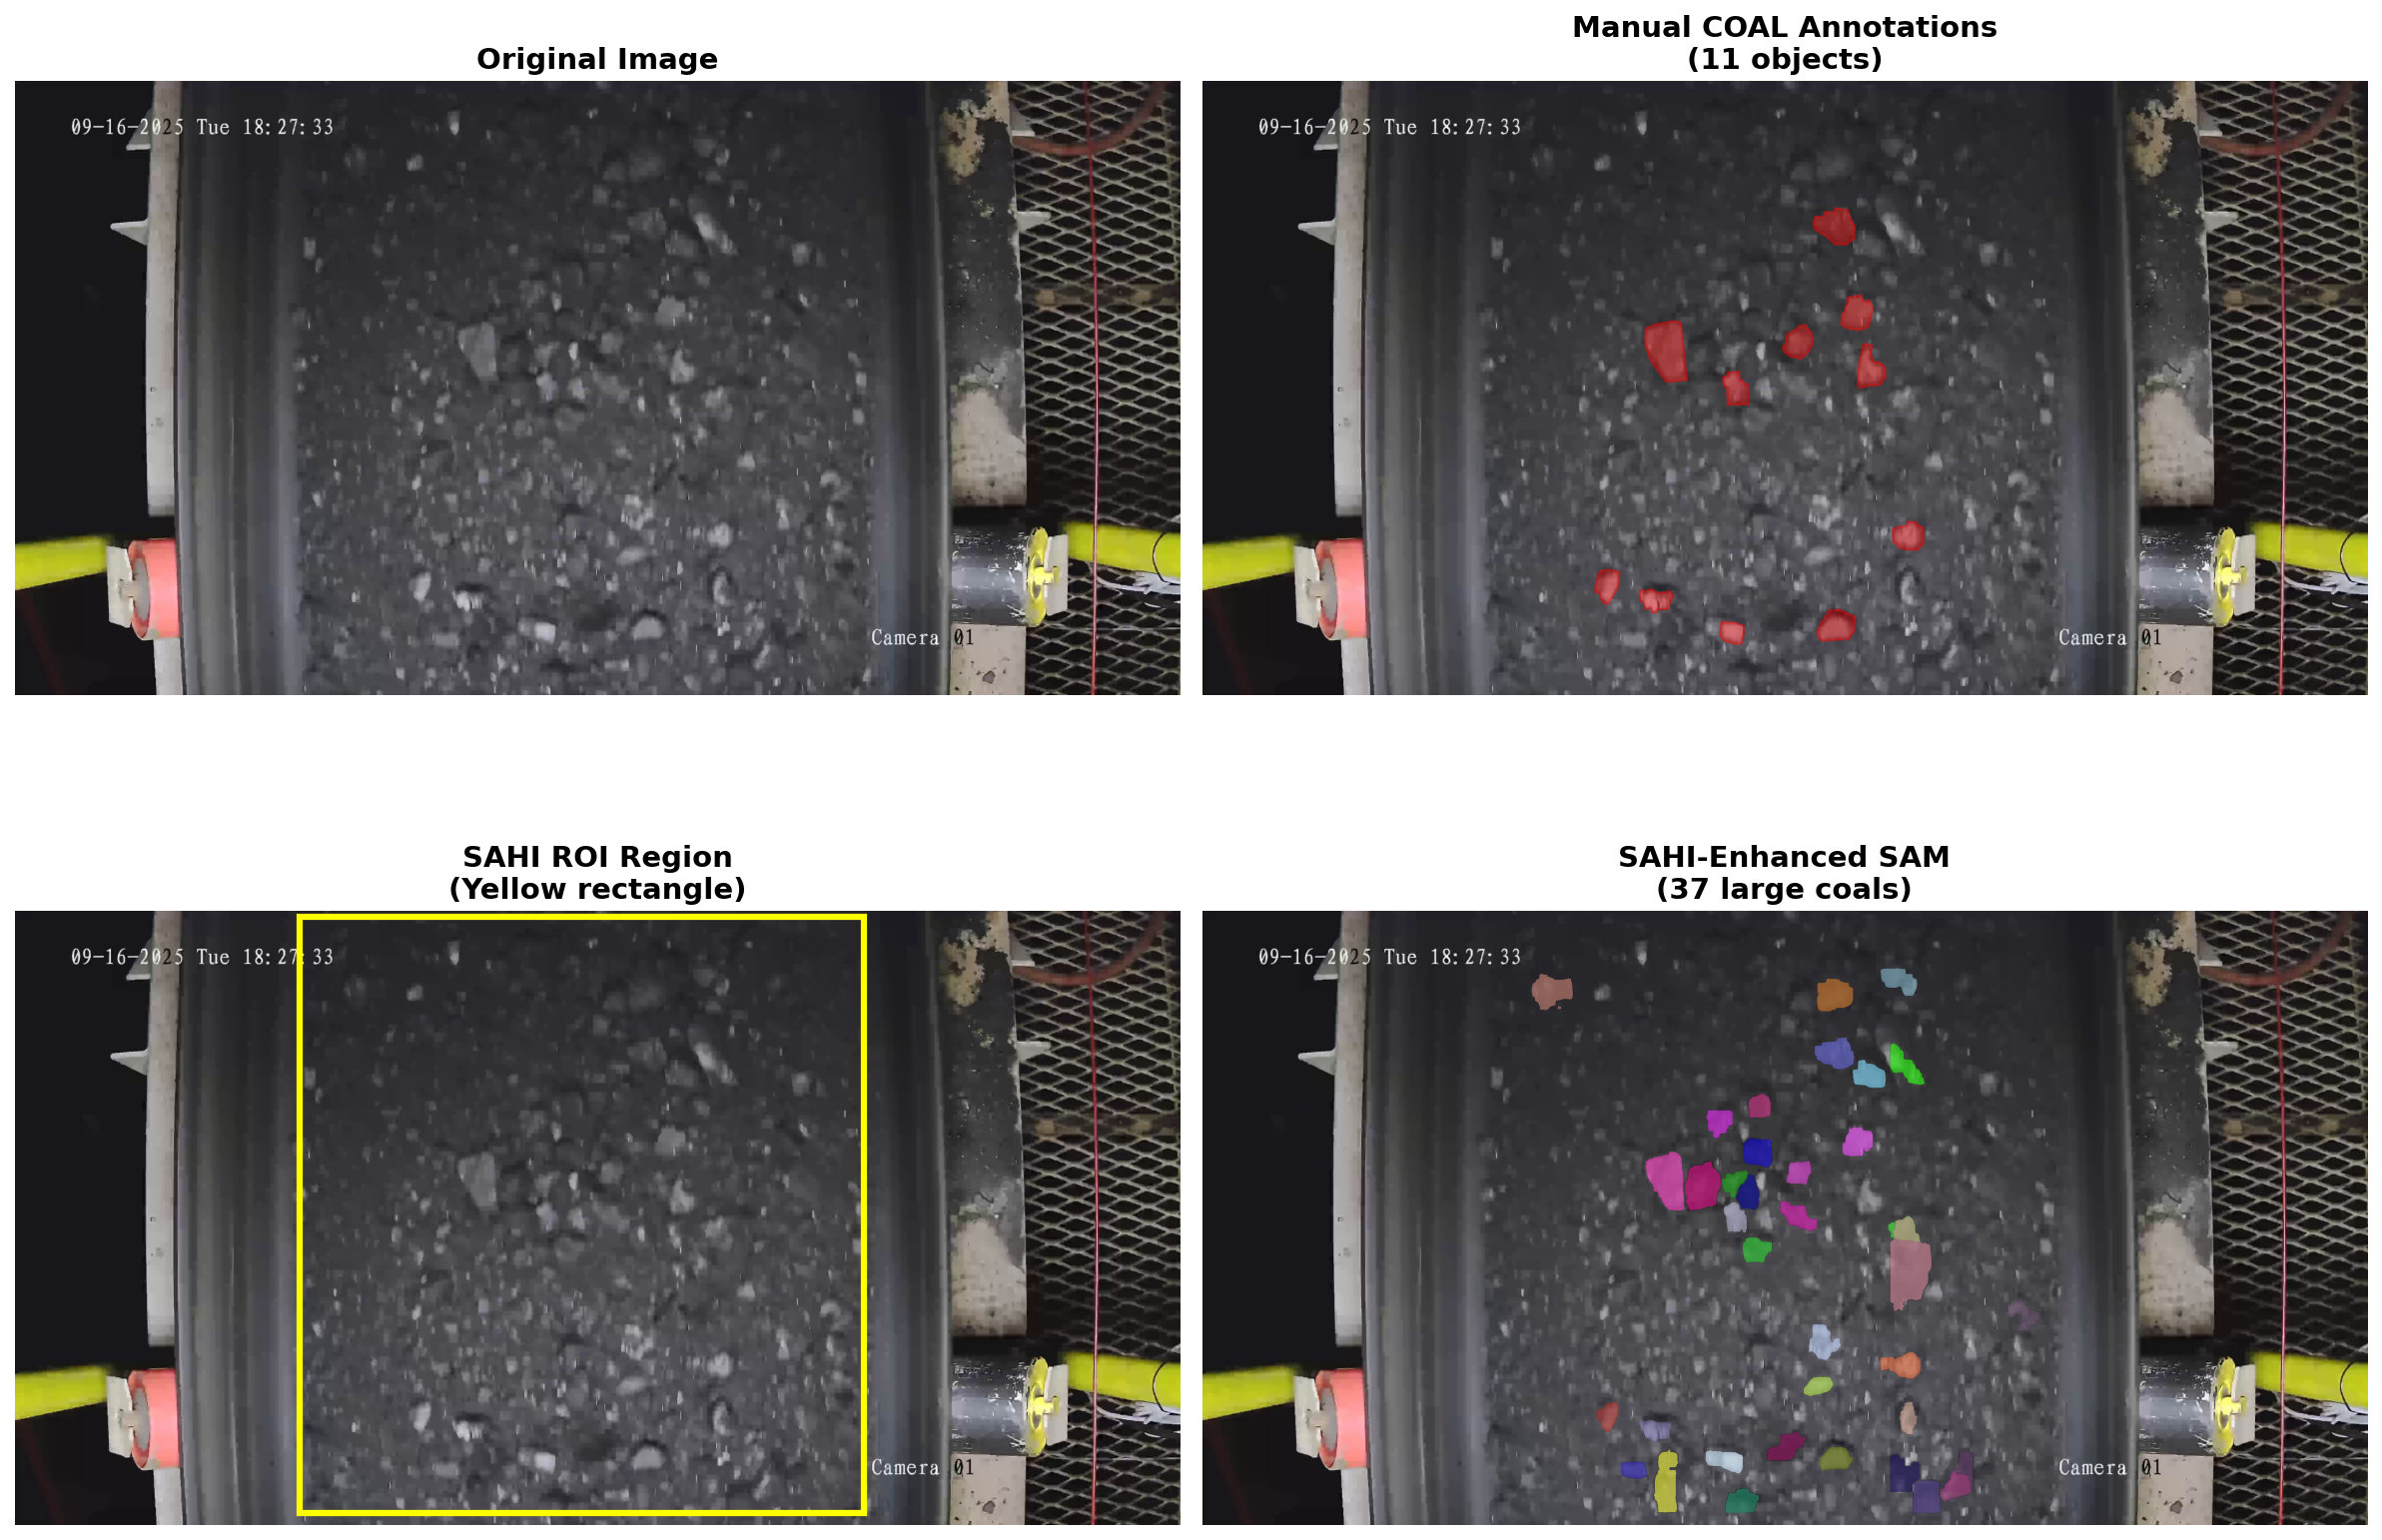 Original Image
09-16-2025 Tue 18:27:33
Camera 01
Manual COAL Annotations
(11 objects)
09-16-2025 Tue 18:27:33
Camera 01
SAHI ROI Region
(Yellow rectangle)
09-16-2025 Tue 18:27:33
Camera 01
SAHI-Enhanced SAM
(37 large coals)
09-16-2025 Tue 18:27:33
Camera 01